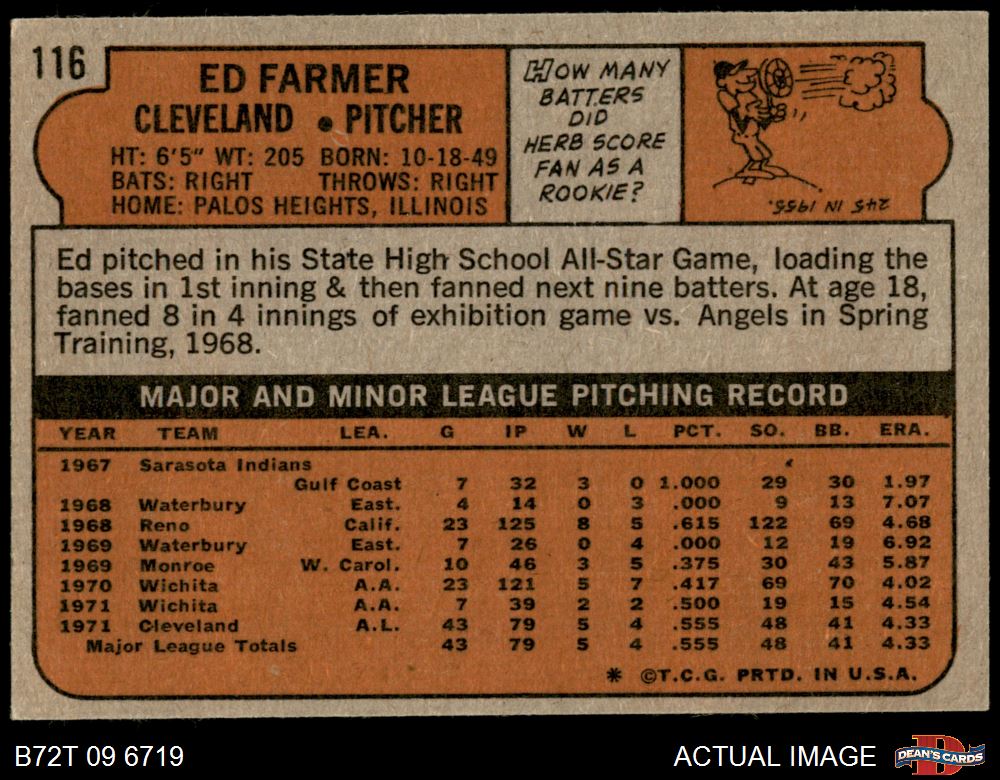 116
ED FARMER
CLEVELAND • PITCHER
HT: 6'5" WT: 205 BORN: 10-18-49
BATS: RIGHT THROWS: RIGHT
HOME: PALOS HEIGHTS, ILLINOIS
HOW MANY
BATTERS
DID
HERB SCORE
FAN AS A
ROOKIE?
245 IN 1955.
Ed pitched in his State High School All-Star Game, loading the
bases in 1st inning & then fanned next nine batters. At age 18,
fanned 8 in 4 innings of exhibition game vs. Angels in Spring
Training, 1968.
MAJOR AND MINOR LEAGUE PITCHING RECORD
YEAR TEAM LEA. G IP W L PCT. SO. BB. ERA.
1967 Sarasota Indians
Gulf Coast 7 32 3 0 1.000 29 30 1.97
1968 Waterbury East. 4 14 0 3 .000 9 13 7.07
1968 Reno Calif. 23 125 8 5 .615 122 69 4.68
1969 Waterbury East. 7 26 0 4 .000 12 19 6.92
1969 Monroe W. Carol. 10 46 3 5 .375 30 43 5.87
1970 Wichita A.A. 23 121 5 7 .417 69 70 4.02
1971 Wichita A.A. 7 39 2 2 .500 19 15 4.54
1971 Cleveland A.L. 43 79 5 4 .555 48 41 4.33
Major League Totals 43 79 5 4 .555 48 41 4.33
* ©T.C.G. PRTD. IN U.S.A.
B72T 09 6719 ACTUAL IMAGE D DEAN'S CARDS